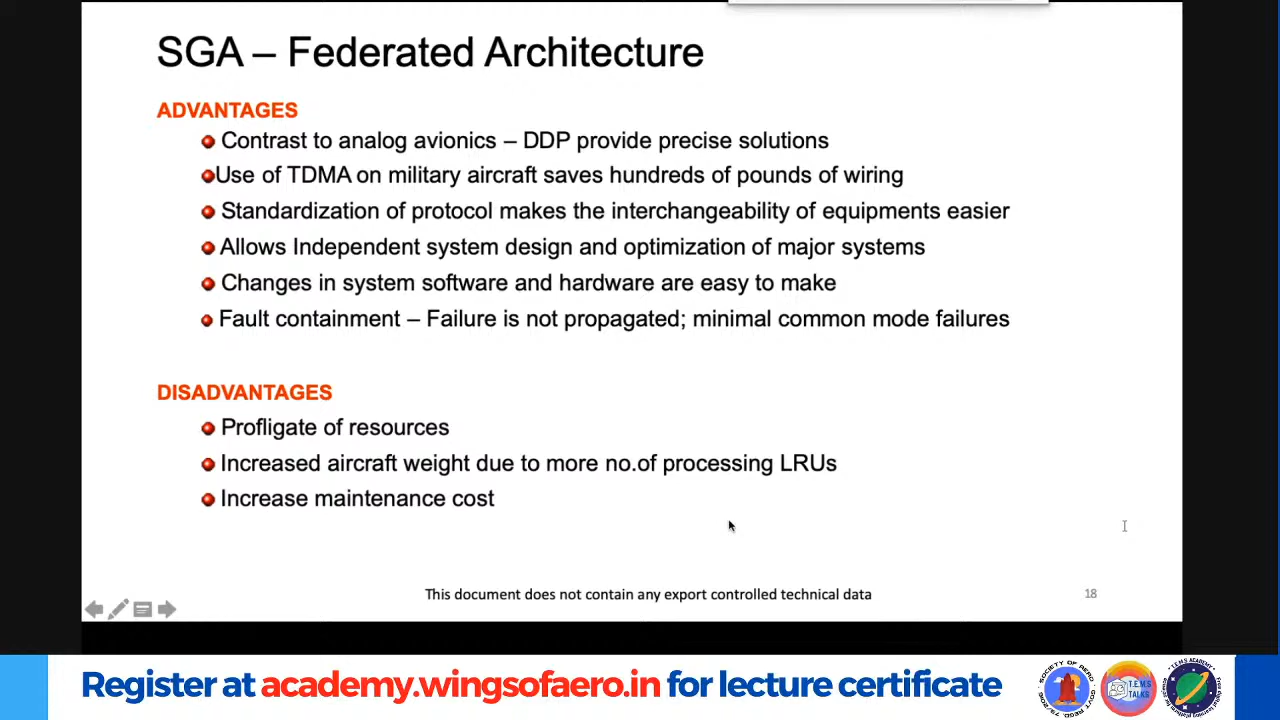 SGA – Federated Architecture
ADVANTAGES
Contrast to analog avionics – DDP provide precise solutions
Use of TDMA on military aircraft saves hundreds of pounds of wiring
Standardization of protocol makes the interchangeability of equipments easier
Allows Independent system design and optimization of major systems
Changes in system software and hardware are easy to make
Fault containment – Failure is not propagated; minimal common mode failures
DISADVANTAGES
Profligate of resources
Increased aircraft weight due to more no.of processing LRUs
Increase maintenance cost
This document does not contain any export controlled technical data
18
Register at academy.wingsofaero.in for lecture certificate
SOCIETY OF AERO
T.E.M.S
TALKS
T.E.M.S ACADEMY